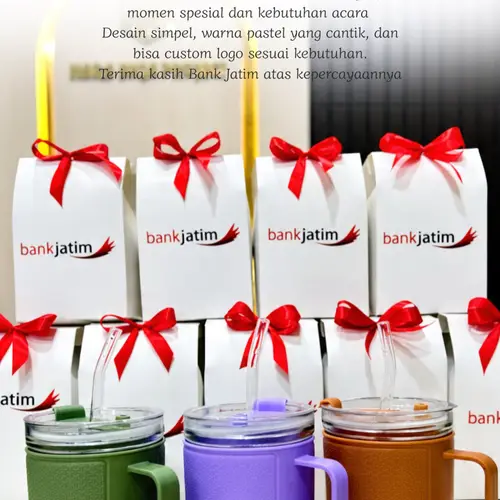 momen spesial dan kebutuhan acara
Desain simpel, warna pastel yang cantik, dan
bisa custom logo sesuai kebutuhan.
Terima kasih Bank Jatim atas kepercayaannya
bankjatim
bankjatim
bankjatim
bankjatim
jatim